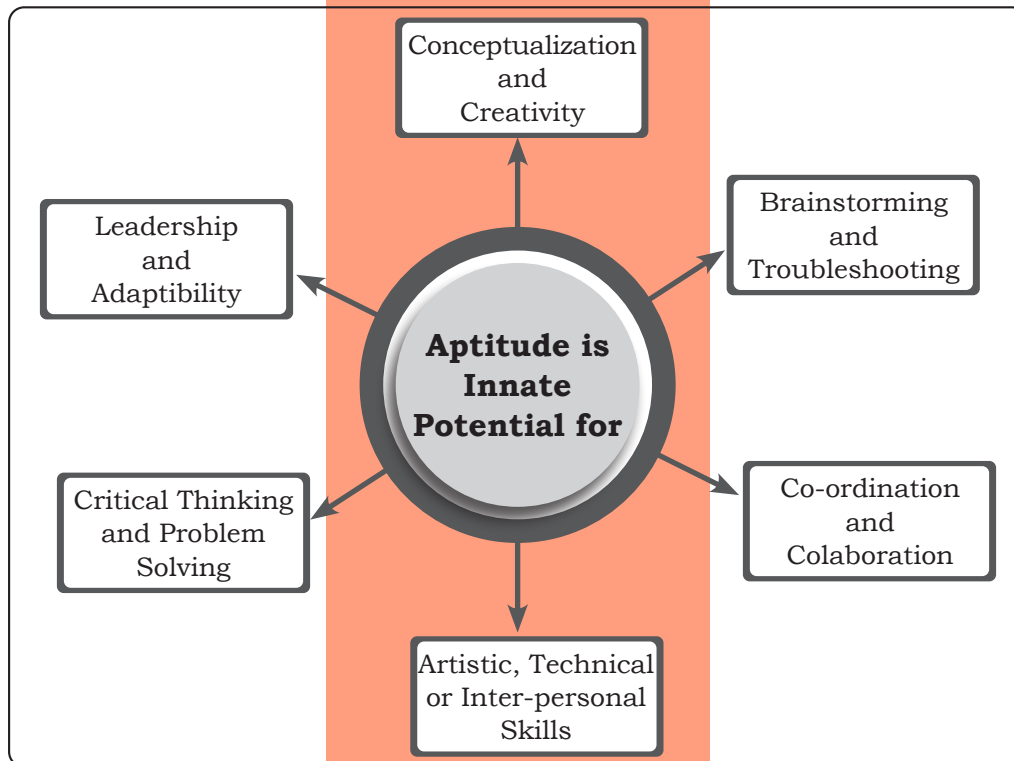 Conceptualization
and
Creativity
Leadership
and
Adaptibility
Brainstorming
and
Troubleshooting
Aptitude is
Innate
Potential for
Critical Thinking
and Problem
Solving
Co-ordination
and
Colaboration
Artistic, Technical
or Inter-personal
Skills